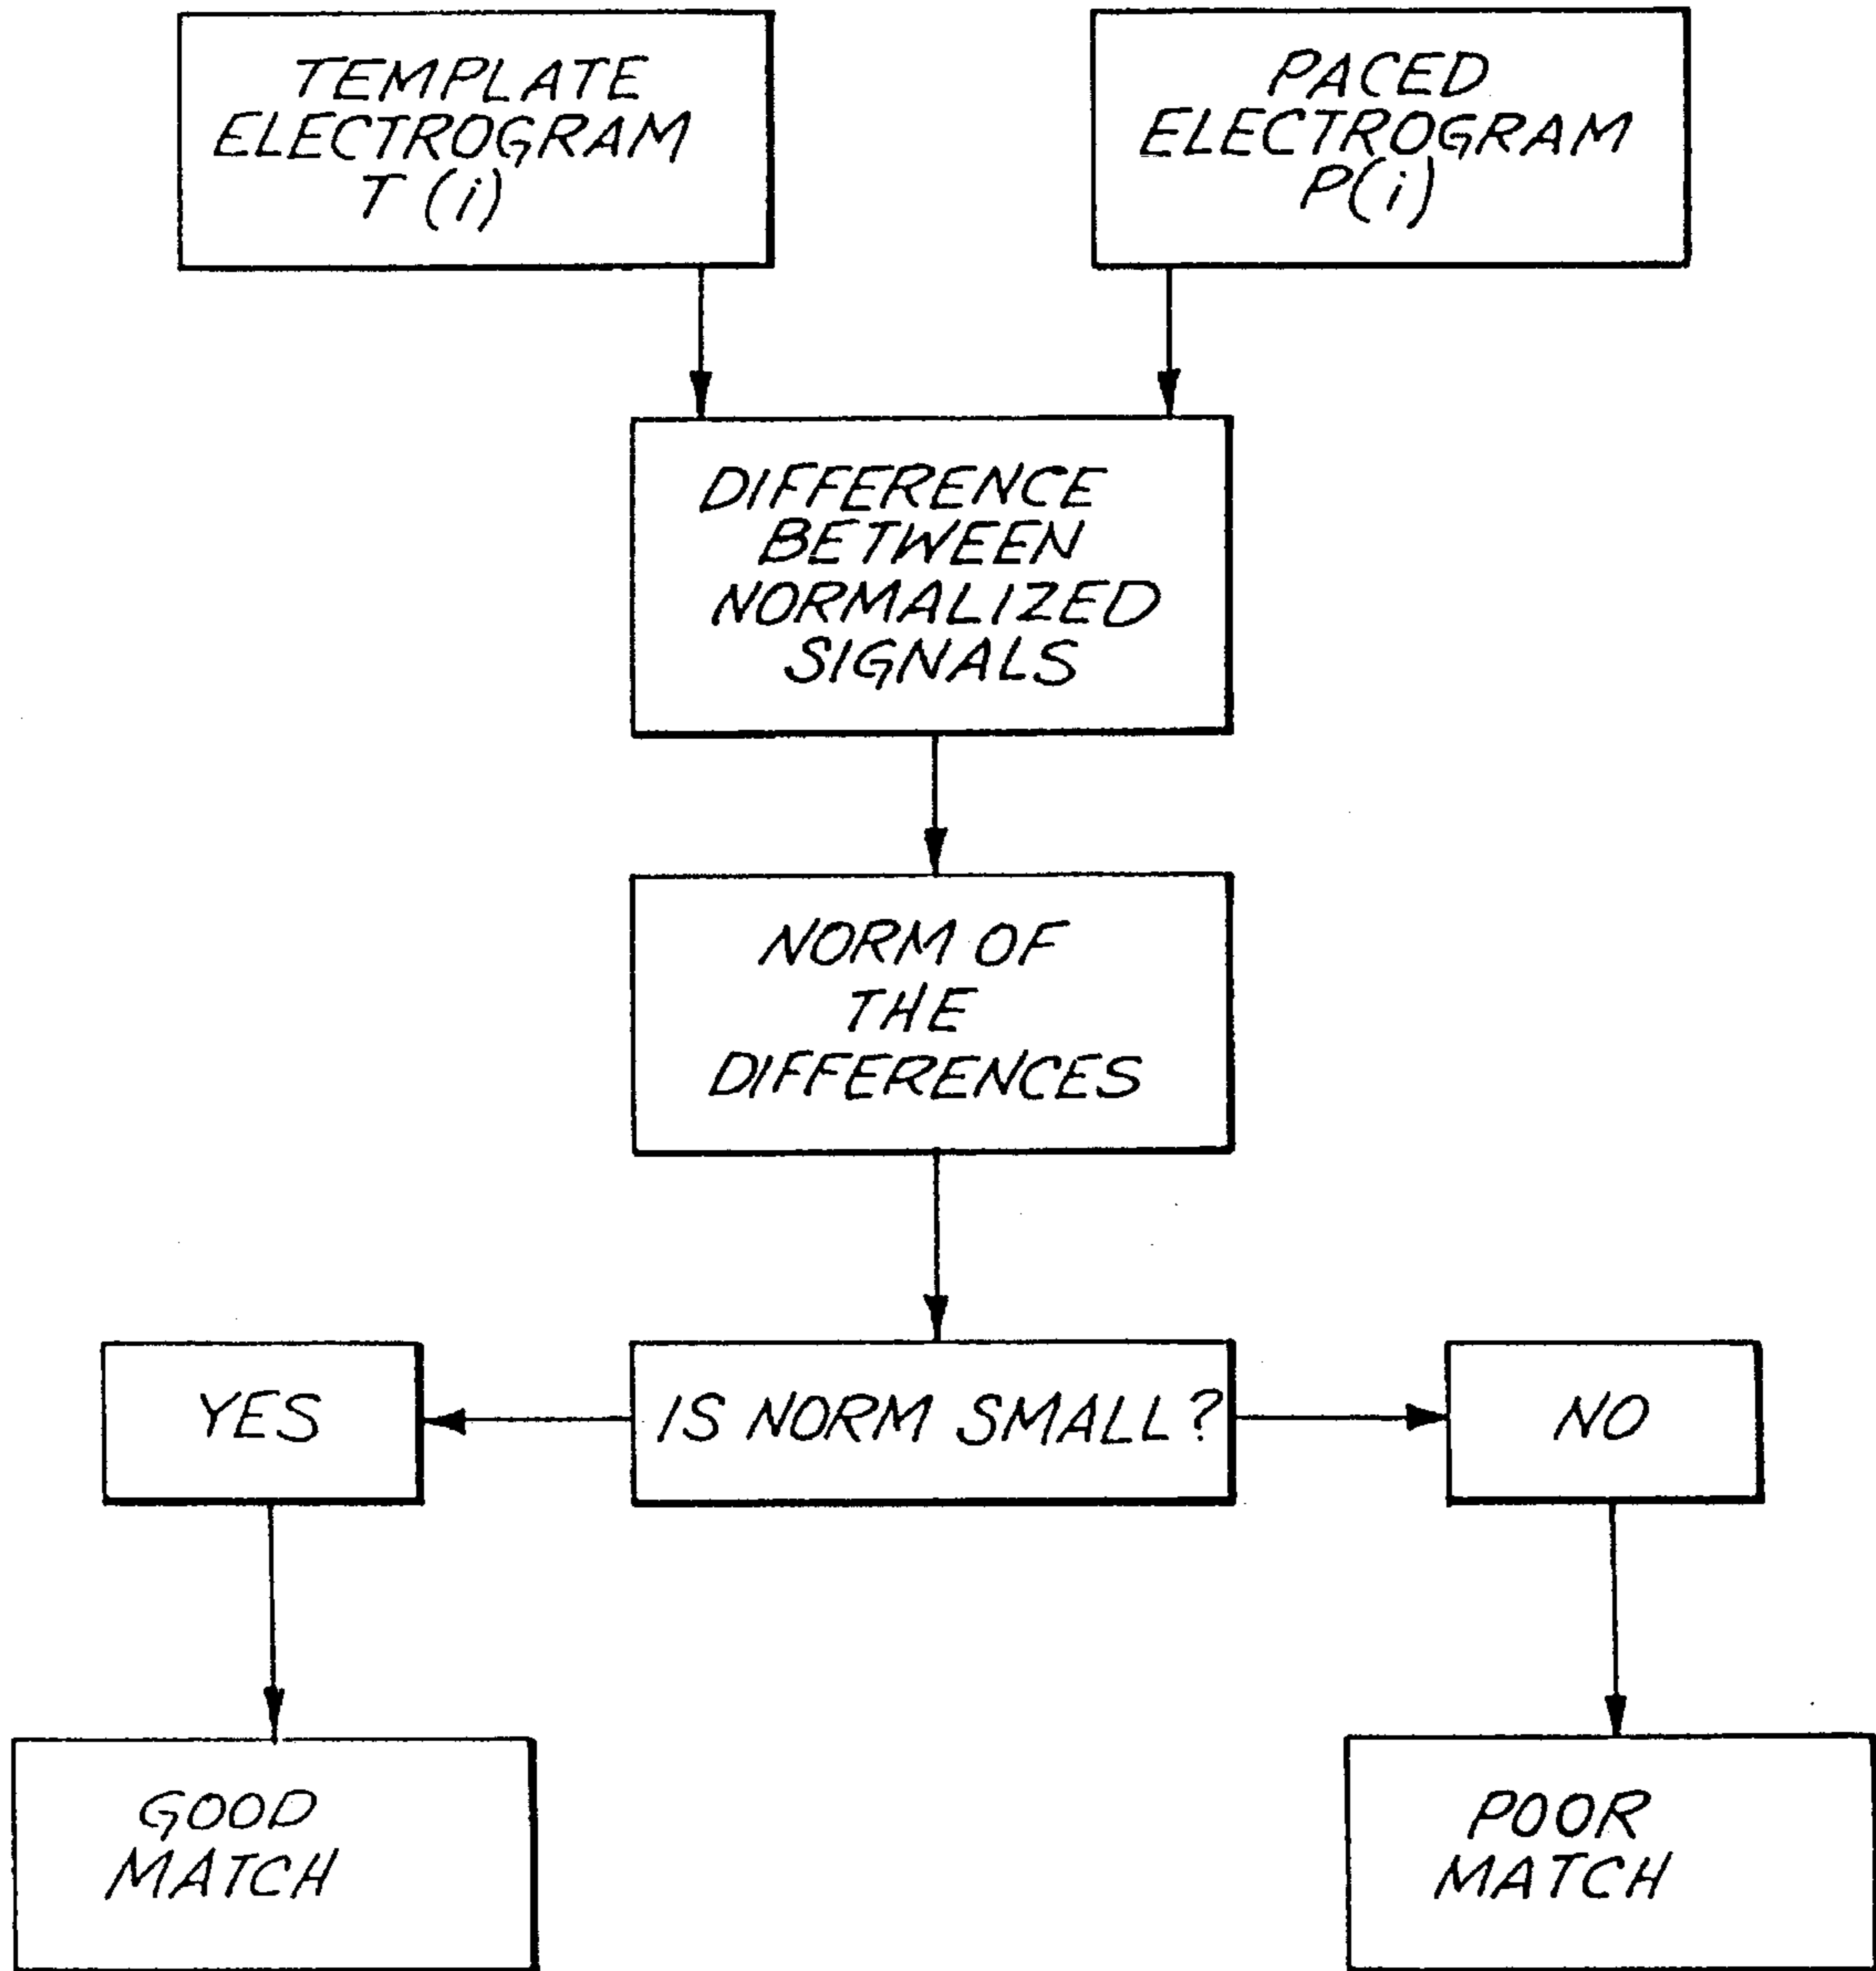 TEMPLATE
ELECTROGRAM
T (i)
PACED
ELECTROGRAM
P(i)
DIFFERENCE
BETWEEN
NORMALIZED
SIGNALS
NORM OF
THE
DIFFERENCES
YES
IS NORM SMALL?
NO
GOOD
MATCH
POOR
MATCH